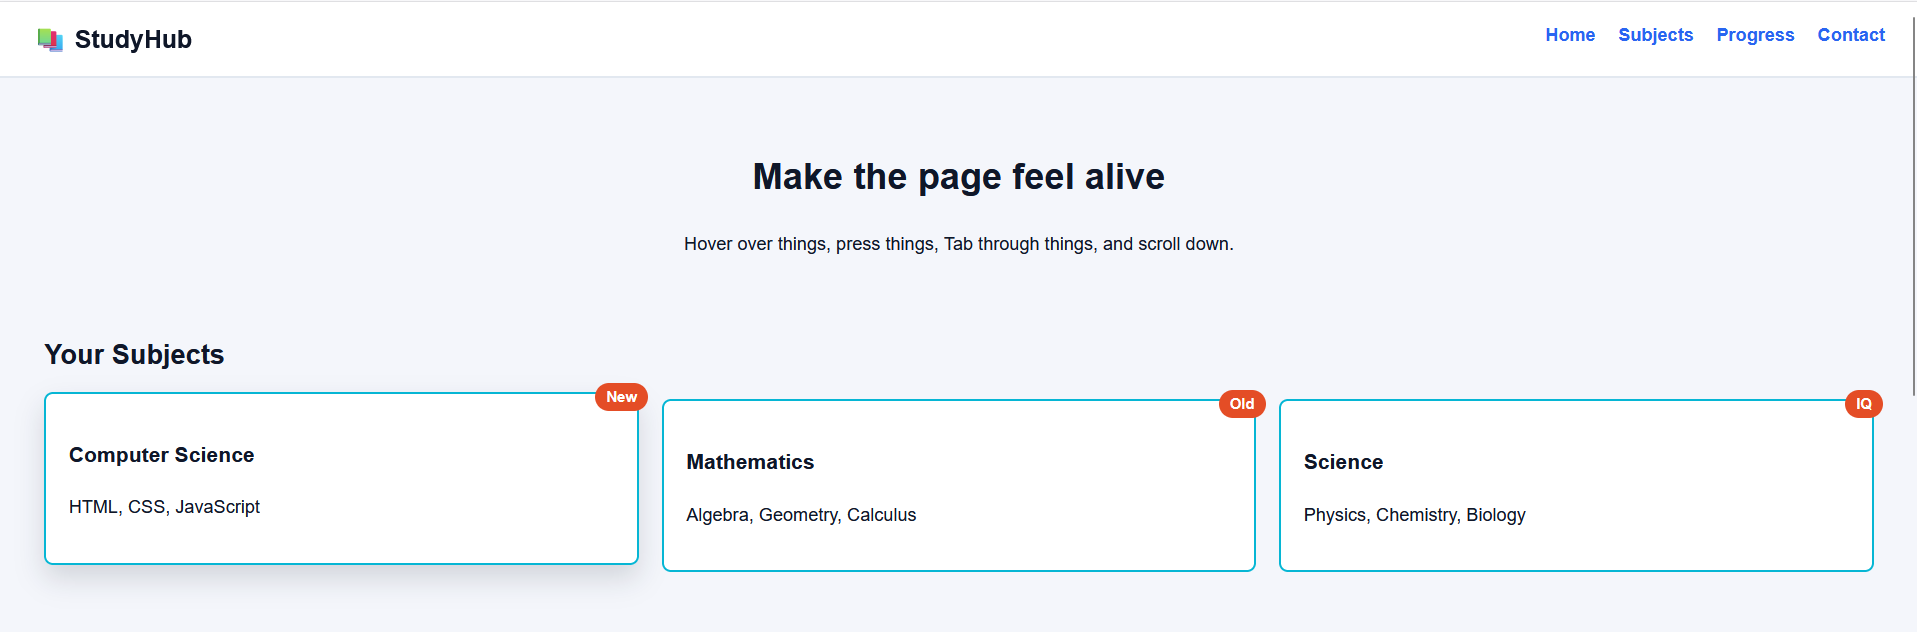 StudyHub
Home Subjects Progress Contact
Make the page feel alive
Hover over things, press things, Tab through things, and scroll down.
Your Subjects
New
Computer Science
HTML, CSS, JavaScript
Old
Mathematics
Algebra, Geometry, Calculus
IQ
Science
Physics, Chemistry, Biology